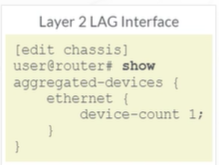 Layer 2 LAG Interface
[edit chassis]
user@router# show
aggregated-devices {
    ethernet {
        device-count 1;
    }
}